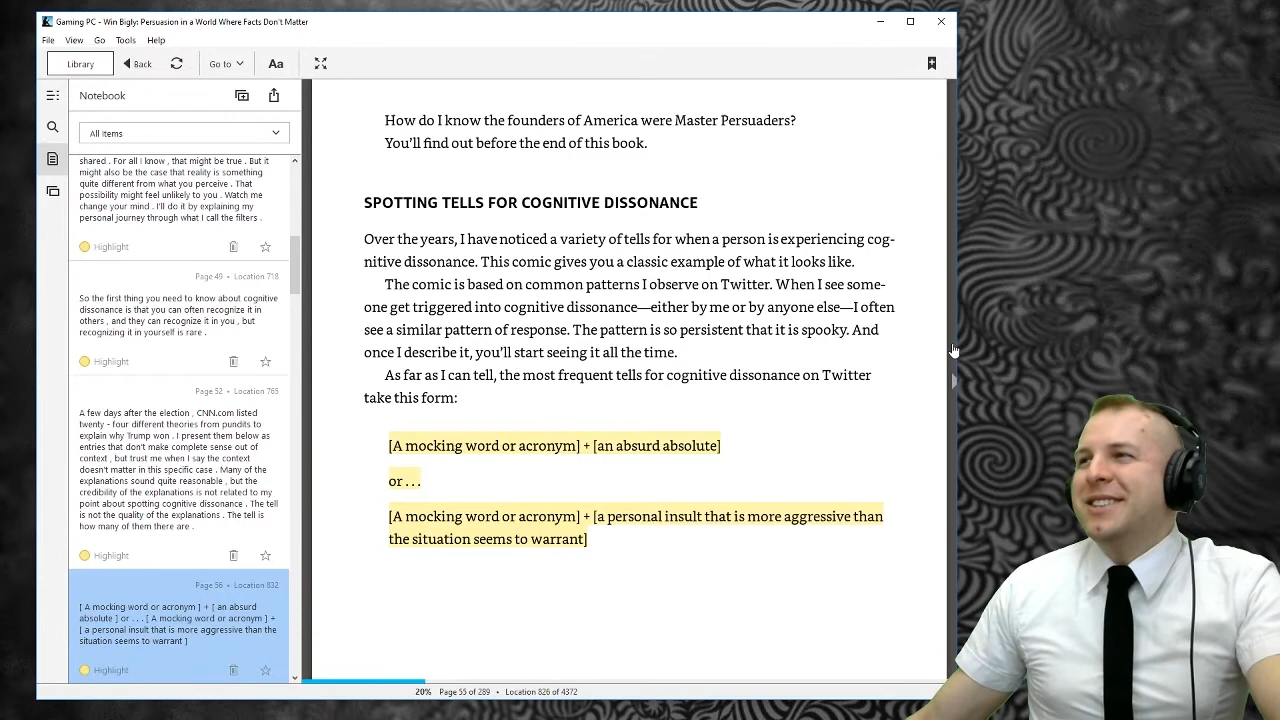 Gaming PC - Win Bigly: Persuasion in a World Where Facts Don't Matter
File View Go Tools Help
Library Back Go to Aa
Notebook
All Items
shared . For all I know , that might be true . But it
might also be the case that reality is something
quite different from what you perceive . That
possibility might feel unlikely to you . Watch me
change your mind . I'll do it by explaining my
personal journey through what I call the filters .
Highlight
Page 49 • Location 718
So the first thing you need to know about cognitive
dissonance is that you can often recognize it in
others , and they can recognize it in you , but
recognizing it in yourself is rare .
Highlight
Page 52 • Location 765
A few days after the election , CNN.com listed
twenty - four different theories from pundits to
explain why Trump won . I present them below as
entries that don't make complete sense out of
context , but trust me when I say the context
doesn't matter in this specific case . Many of the
explanations sound quite reasonable , but the
credibility of the explanations is not related to my
point about spotting cognitive dissonance . The tell
is not the quality of the explanations . The tell is
how many of them there are .
Highlight
Page 56 • Location 832
[ A mocking word or acronym ] + [ an absurd
absolute ] or . . . [ A mocking word or acronym ] +
[ a personal insult that is more aggressive than the
situation seems to warrant ]
Highlight
How do I know the founders of America were Master Persuaders?
You'll find out before the end of this book.
SPOTTING TELLS FOR COGNITIVE DISSONANCE
Over the years, I have noticed a variety of tells for when a person is experiencing cog-
nitive dissonance. This comic gives you a classic example of what it looks like.
The comic is based on common patterns I observe on Twitter. When I see some-
one get triggered into cognitive dissonance—either by me or by anyone else—I often
see a similar pattern of response. The pattern is so persistent that it is spooky. And
once I describe it, you'll start seeing it all the time.
As far as I can tell, the most frequent tells for cognitive dissonance on Twitter
take this form:
[A mocking word or acronym] + [an absurd absolute]
or . . .
[A mocking word or acronym] + [a personal insult that is more aggressive than
the situation seems to warrant]
20% Page 55 of 289 • Location 826 of 4372